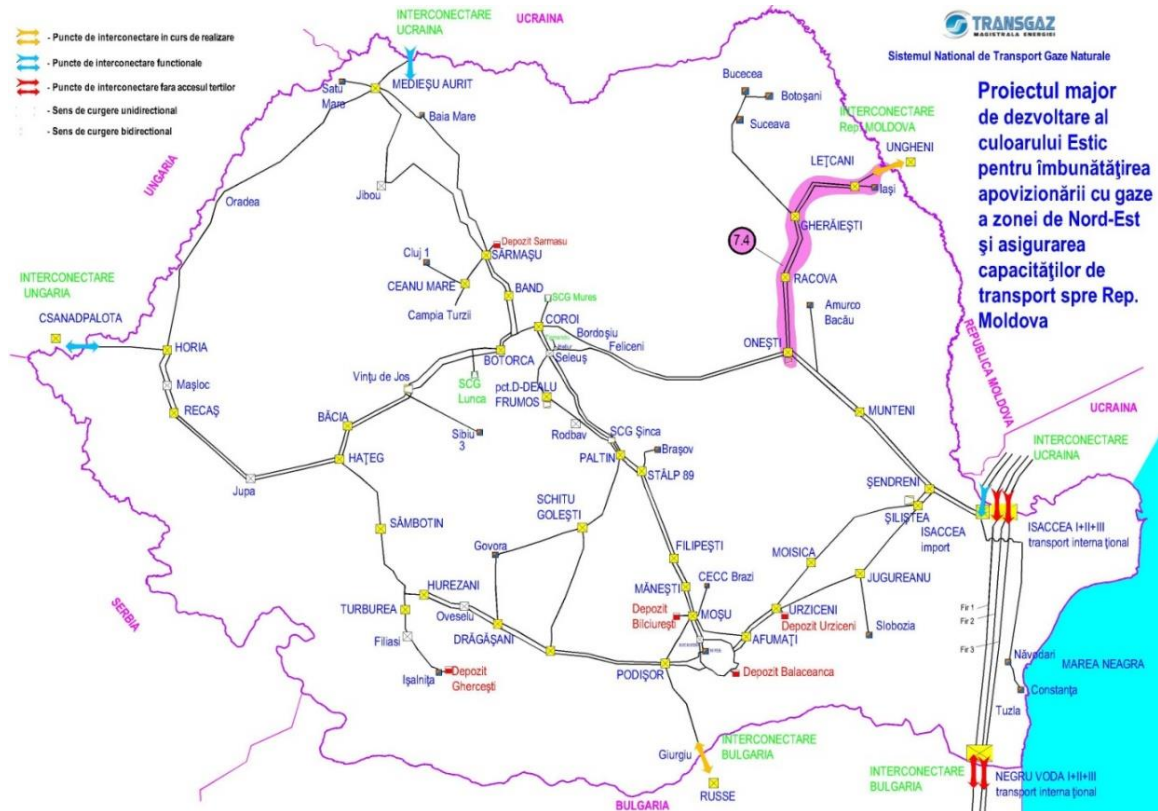 - Puncte de interconectare in curs de realizare
- Puncte de interconectare functionale
- Puncte de interconectare fara accesul tertilor
- Sens de curgere unidirectional
- Sens de curgere bidirectional
INTERCONECTARE
UCRAINA
UCRAINA
TRANSGAZ
MAGISTRALA ENERGIEI
Sistemul National de Transport Gaze Naturale
Proiectul major
de dezvoltare al
culoarului Estic
pentru îmbunătăţirea
apovizionării cu gaze
a zonei de Nord-Est
şi asigurarea
capacităţilor de
transport spre Rep.
Moldova
MEDIEŞU AURIT
Satu
Mare
Baia Mare
Bucecea
Botoşani
Suceava
INTERCONECTARE
Rep. MOLDOVA
UNGHENI
LEŢCANI
Iaşi
UNGARIA
Jibou
Oradea
GHERĂIEŞTI
7.4
Depozit Sarmasu
SĂRMAŞU
Cluj 1
CEANU MARE
BAND
Campia Turzii
RACOVA
INTERCONECTARE
UNGARIA
CSANADPALOTA
SCG Mures
COROI
Bordoşiu
Feliceni
Amurco
Bacău
ONEŞTI
REPUBLICA MOLDOVA
HORIA
Maşloc
RECAŞ
BOTORCA
Seleuş
Vinţu de Jos
SCG
Lunca
pct.D-DEALU
FRUMOS
UCRAINA
MUNTENI
BĂCIA
Sibiu
3
Rodbav
SCG Şinca
Braşov
PALTIN
STÂLP 89
INTERCONECTARE
UCRAINA
HAŢEG
Jupa
SCHITU
GOLEŞTI
ŞENDRENI
ŞILIŞTEA
ISACCEA
import
ISACCEA I+II+III
transport internaţional
SÂMBOTIN
Govora
FILIPEŞTI
MOISICA
CECC Brazi
MĂNEŞTI
JUGUREANU
HUREZANI
Oveselu
TURBUREA
Depozit
Bilciureşti
MOŞU
URZICENI
Depozit Urziceni
Slobozia
Fir 1
Fir 2
Fir 3
SERBIA
Filiasi
DRĂGĂŞANI
AFUMAŢI
Işalniţa
Depozit
Gherceşti
PODIŞOR
Depozit Balaceanca
Năvodari
MAREA NEAGRA
Constanţa
Tuzla
Giurgiu
INTERCONECTARE
BULGARIA
RUSSE
BULGARIA
INTERCONECTARE
BULGARIA
NEGRU VODA I+II+III
transport internaţional